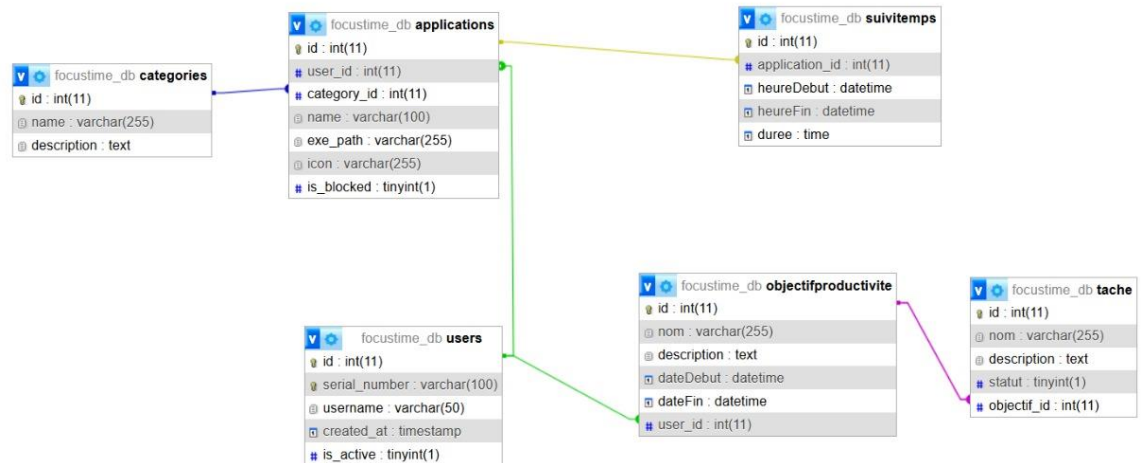 focustime_db categories
id : int(11)
name : varchar(255)
description : text
focustime_db applications
id : int(11)
user_id : int(11)
category_id : int(11)
name : varchar(100)
exe_path : varchar(255)
icon : varchar(255)
is_blocked : tinyint(1)
focustime_db suivitemps
id : int(11)
application_id : int(11)
heureDebut : datetime
heureFin : datetime
duree : time
focustime_db users
id : int(11)
serial_number : varchar(100)
username : varchar(50)
created_at : timestamp
is_active : tinyint(1)
focustime_db objectifproductivite
id : int(11)
nom : varchar(255)
description : text
dateDebut : datetime
dateFin : datetime
user_id : int(11)
focustime_db tache
id : int(11)
nom : varchar(255)
description : text
statut : tinyint(1)
objectif_id : int(11)